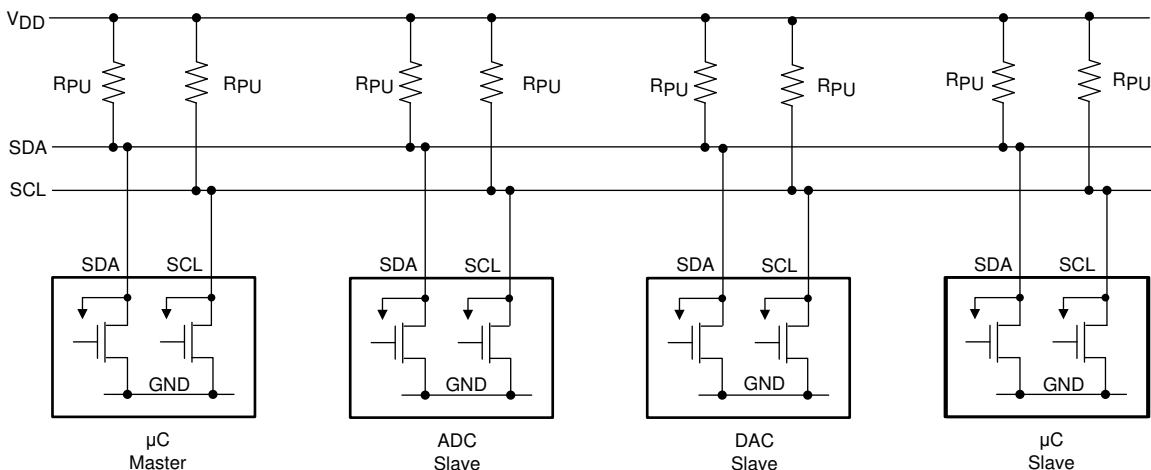 VDD
RPU RPU RPU RPU RPU RPU RPU RPU
SDA
SCL
SDA SCL SDA SCL SDA SCL SDA SCL
GND GND GND GND
µC ADC DAC µC
Master Slave Slave Slave